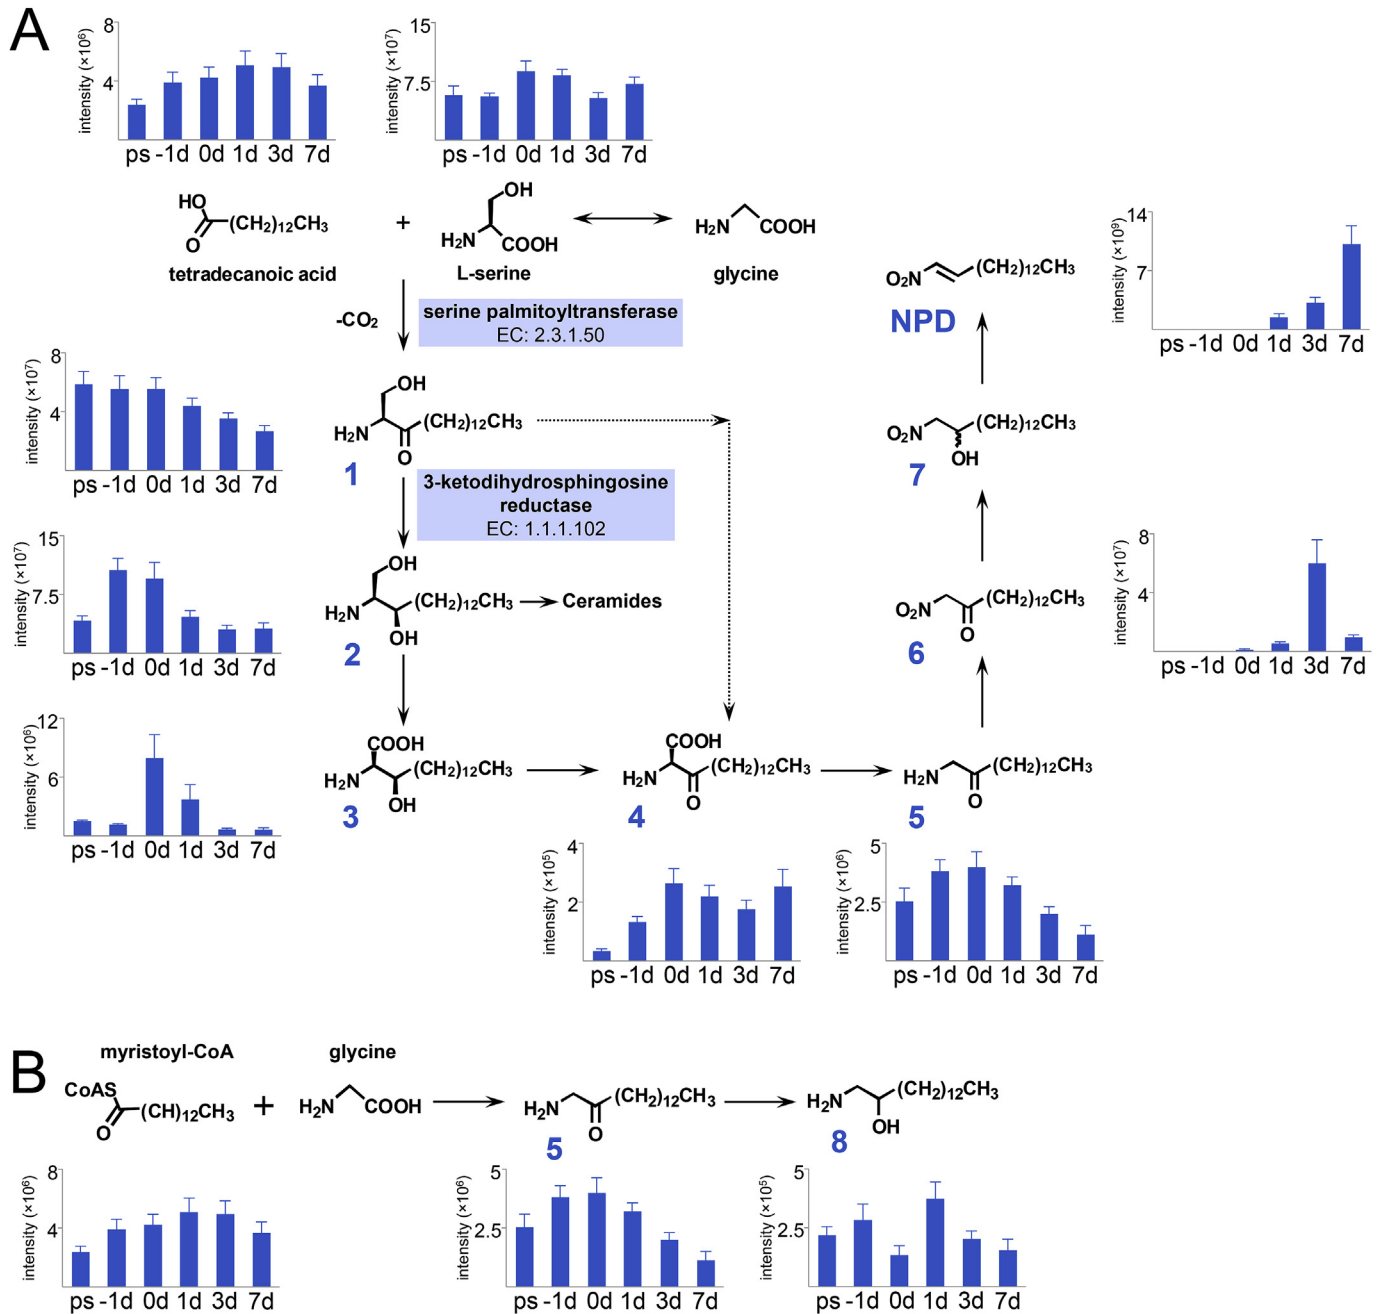 A
8
4
intensity (×10⁶)
ps -1d 0d 1d 3d 7d
15
7.5
intensity (×10⁷)
ps -1d 0d 1d 3d 7d
HO
O
(CH₂)₁₂CH₃
+
OH
H₂N
COOH
H₂N
COOH
tetradecanoic acid
L-serine
glycine
-CO₂
serine palmitoyltransferase
EC: 2.3.1.50
O₂N
(CH₂)₁₂CH₃
NPD
14
7
intensity (×10⁹)
ps -1d 0d 1d 3d 7d
8
4
intensity (×10⁷)
ps -1d 0d 1d 3d 7d
OH
H₂N
(CH₂)₁₂CH₃
O
1
O₂N
(CH₂)₁₂CH₃
OH
7
3-ketodihydrosphingosine
reductase
EC: 1.1.1.102
15
7.5
intensity (×10⁷)
ps -1d 0d 1d 3d 7d
OH
H₂N
(CH₂)₁₂CH₃
OH
2
Ceramides
O₂N
(CH₂)₁₂CH₃
O
6
8
4
intensity (×10⁷)
ps -1d 0d 1d 3d 7d
12
6
intensity (×10⁶)
ps -1d 0d 1d 3d 7d
COOH
H₂N
(CH₂)₁₂CH₃
OH
3
COOH
H₂N
(CH₂)₁₂CH₃
O
4
H₂N
(CH₂)₁₂CH₃
O
5
4
2
intensity (×10⁵)
ps -1d 0d 1d 3d 7d
5
2.5
intensity (×10⁶)
ps -1d 0d 1d 3d 7d
B
myristoyl-CoA
glycine
CoAS
O
(CH)₁₂CH₃
+
H₂N
COOH
H₂N
(CH₂)₁₂CH₃
O
5
H₂N
(CH₂)₁₂CH₃
OH
8
8
4
intensity (×10⁶)
ps -1d 0d 1d 3d 7d
5
2.5
intensity (×10⁶)
ps -1d 0d 1d 3d 7d
5
2.5
intensity (×10⁵)
ps -1d 0d 1d 3d 7d